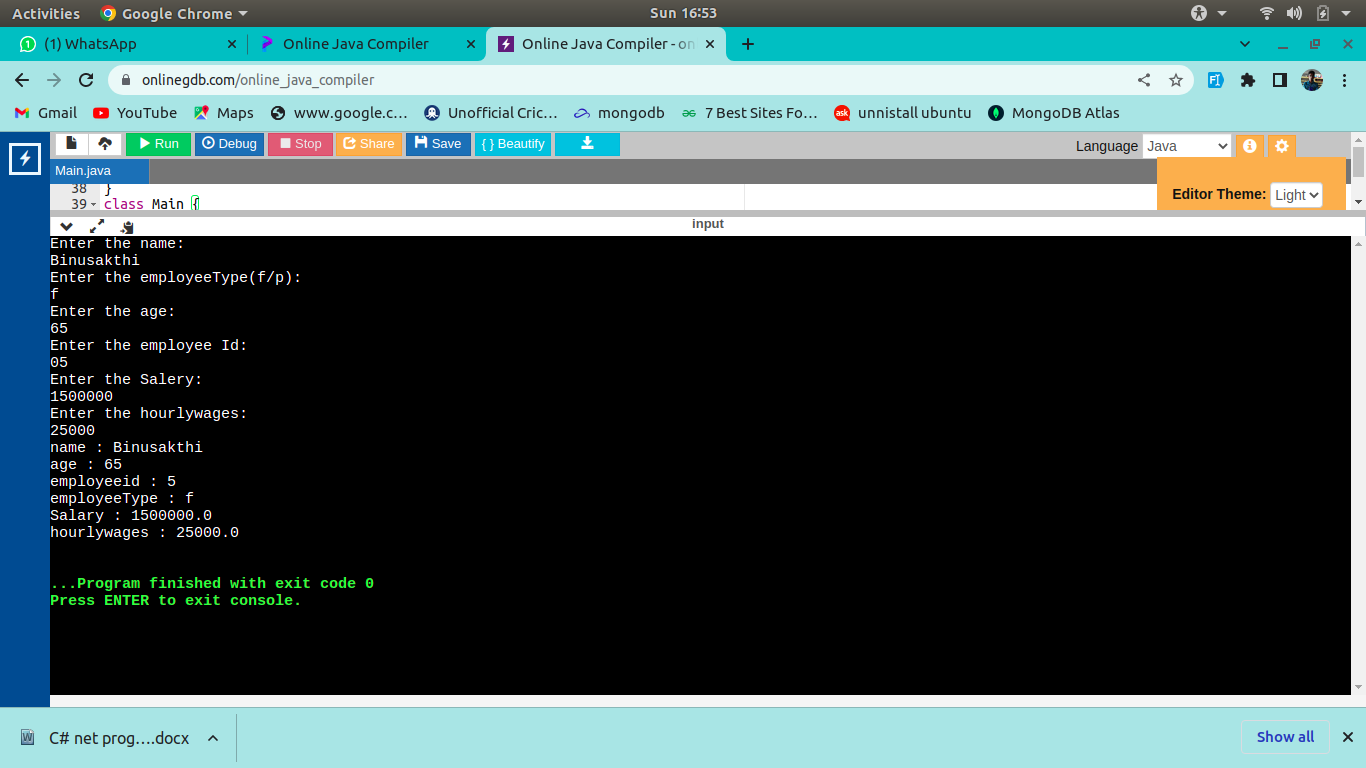 Activities Google Chrome Sun 16:53
(1) WhatsApp Online Java Compiler Online Java Compiler - on
onlinegdb.com/online_java_compiler
Gmail YouTube Maps www.google.c... Unofficial Cric... mongodb 7 Best Sites Fo... unnistall ubuntu MongoDB Atlas
Run Debug Stop Share Save { } Beautify Language Java
Main.java
38 }
39 class Main {
Editor Theme: Light
input
Enter the name:
Binusakthi
Enter the employeeType(f/p):
f
Enter the age:
65
Enter the employee Id:
05
Enter the Salery:
1500000
Enter the hourlywages:
25000
name : Binusakthi
age : 65
employeeid : 5
employeeType : f
Salary : 1500000.0
hourlywages : 25000.0
...Program finished with exit code 0
Press ENTER to exit console.
C# net prog....docx Show all